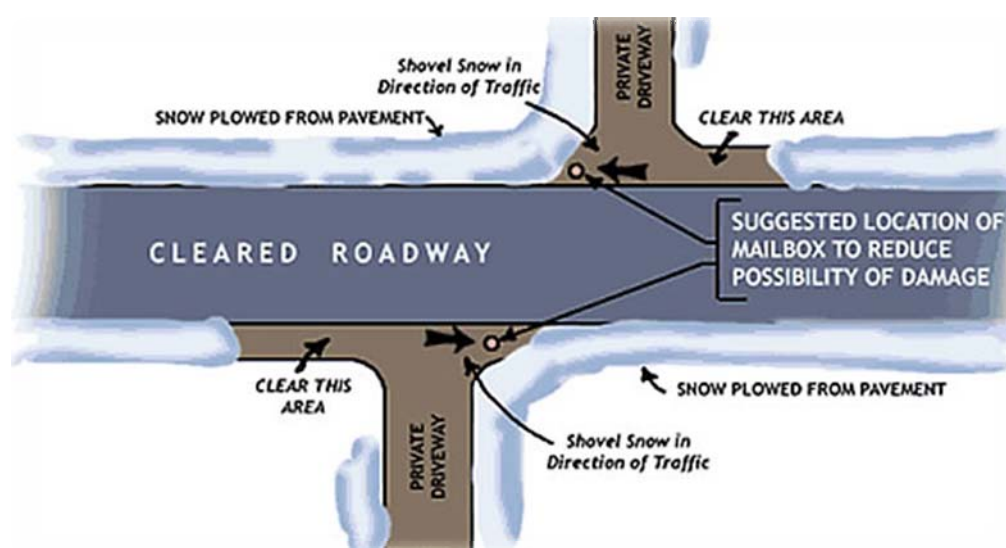 PRIVATE
DRIVEWAY
Shovel Snow in
Direction of Traffic
SNOW PLOWED FROM PAVEMENT
CLEAR THIS AREA
SUGGESTED LOCATION OF
MAILBOX TO REDUCE
POSSIBILITY OF DAMAGE
CLEARED ROADWAY
CLEAR THIS
AREA
SNOW PLOWED FROM PAVEMENT
Shovel Snow in
Direction of Traffic
PRIVATE
DRIVEWAY